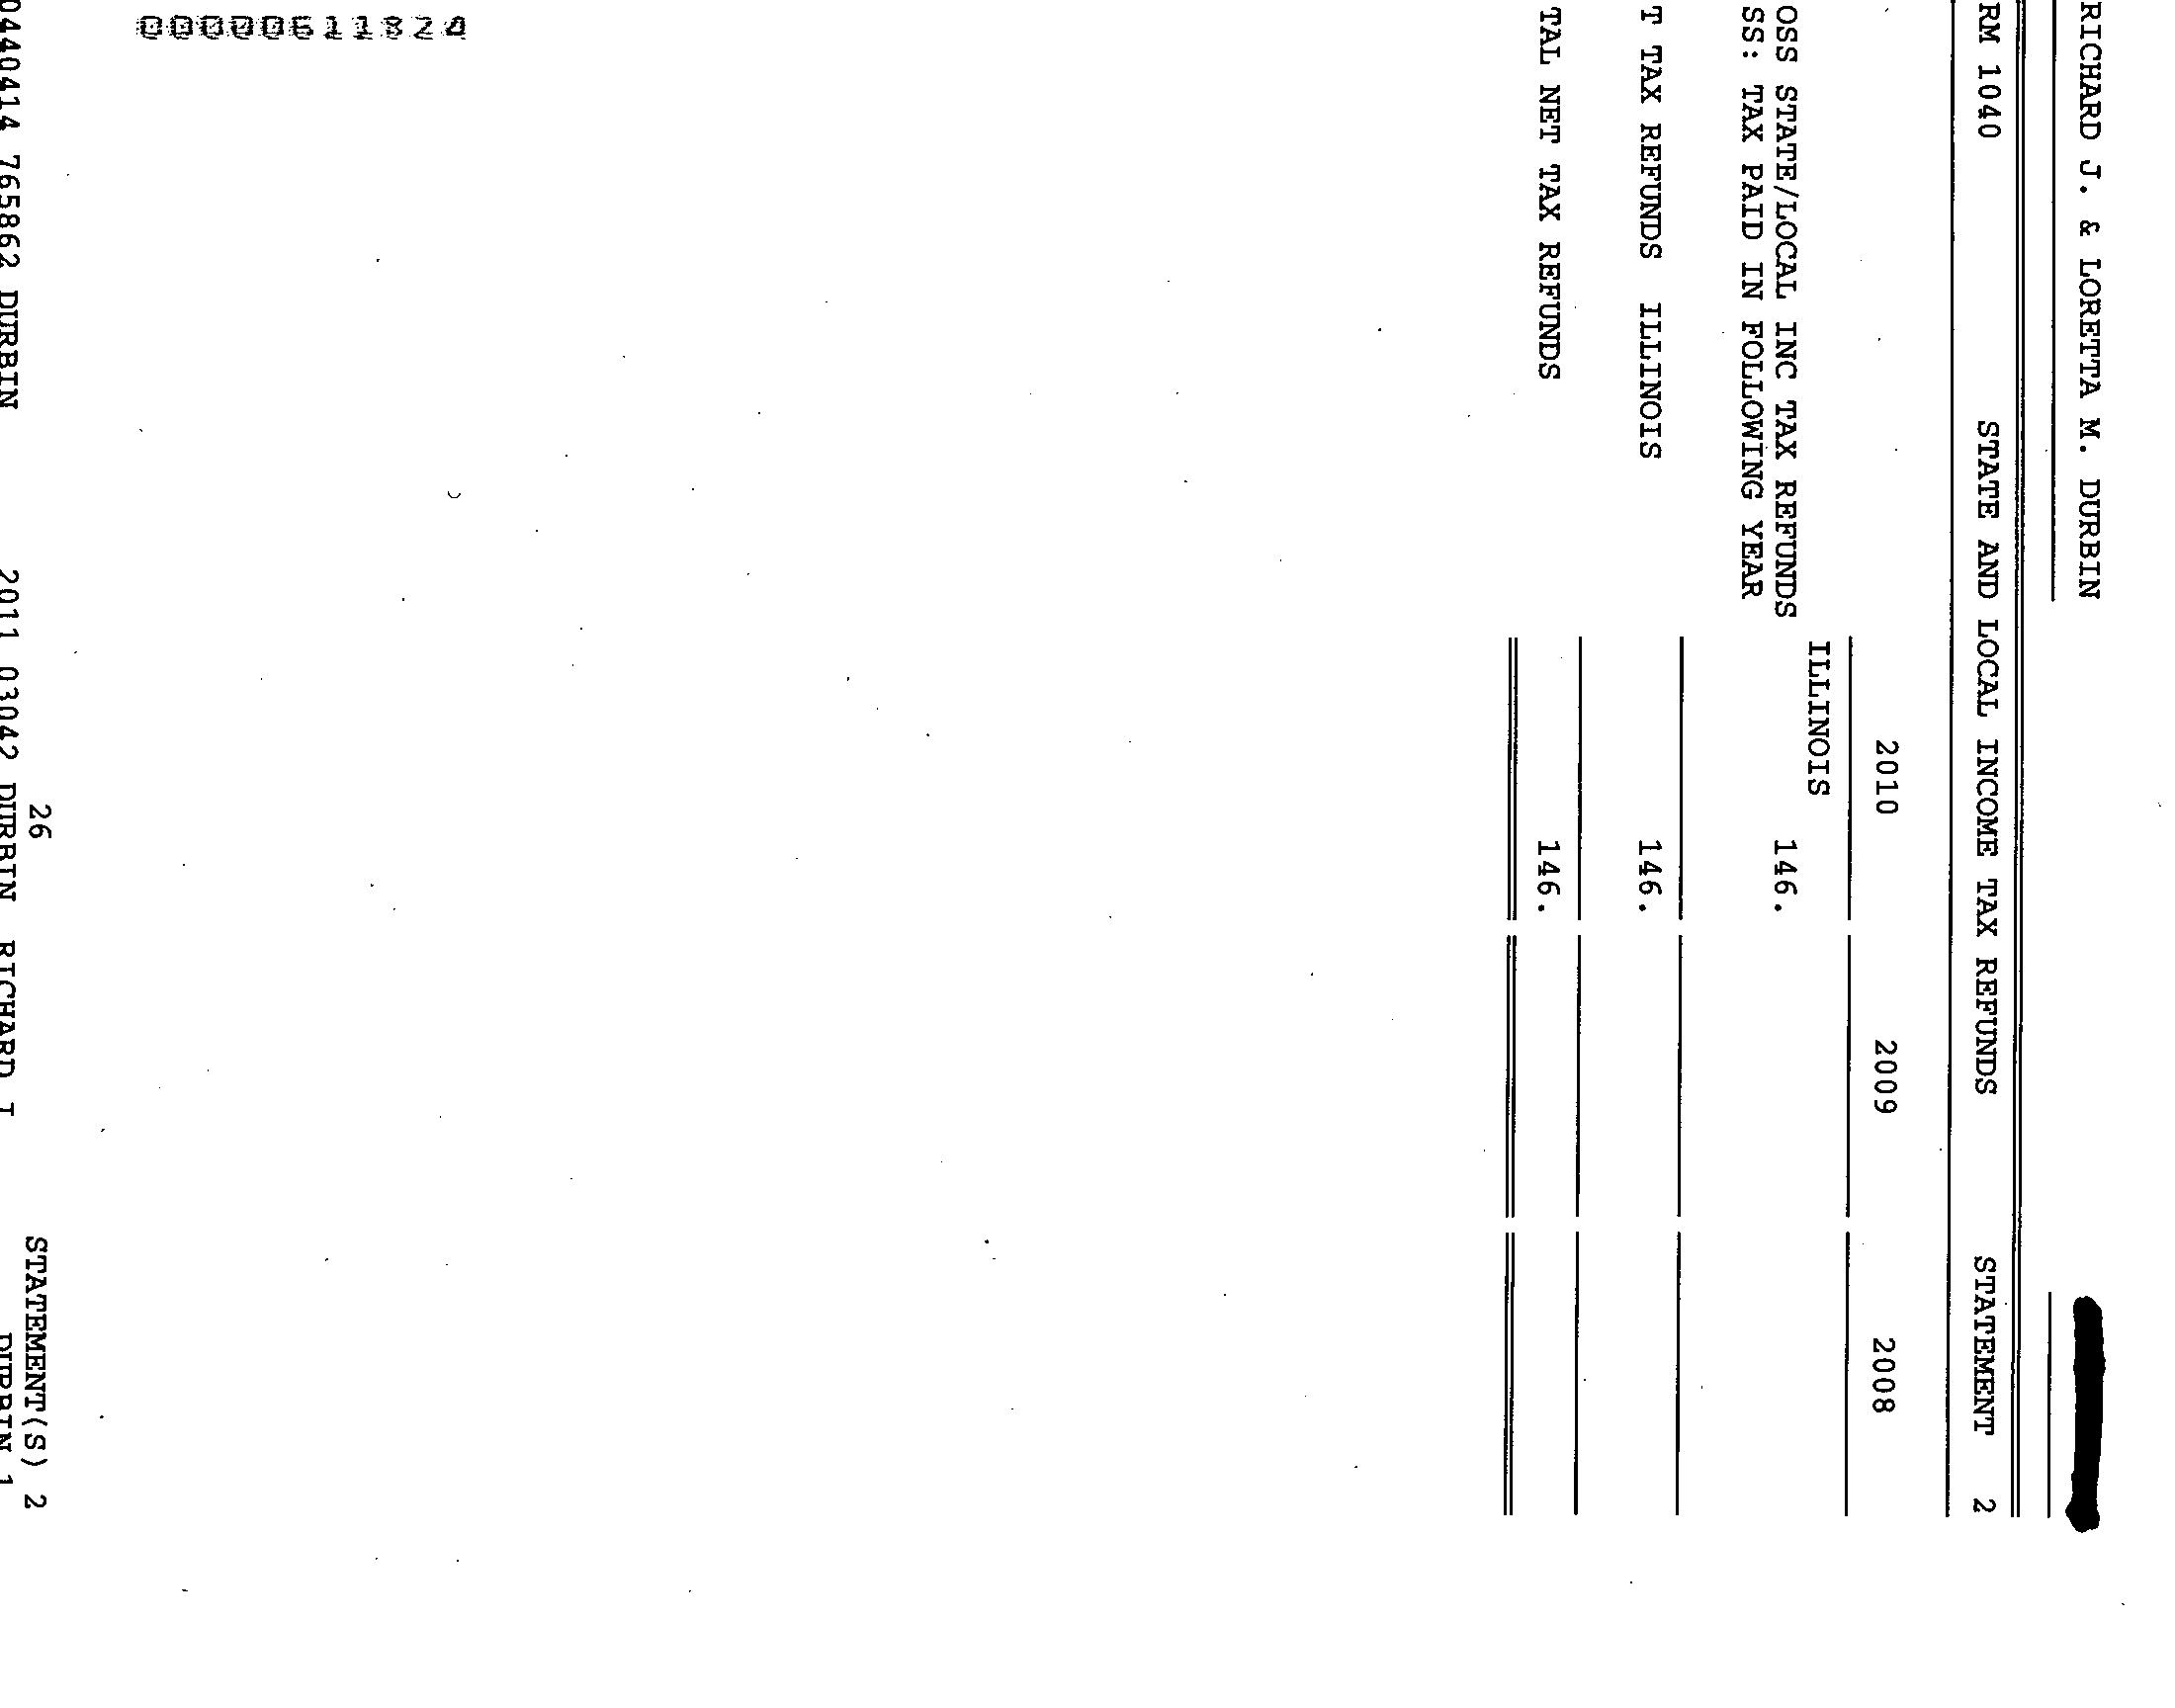 RICHARD J. & LORETTA M. DURBIN
RM 1040 STATE AND LOCAL INCOME TAX REFUNDS STATEMENT 2
2010 2009 2008
ILLINOIS
OSS STATE/LOCAL INC TAX REFUNDS 146.
SS: TAX PAID IN FOLLOWING YEAR
T TAX REFUNDS ILLINOIS 146.
TAL NET TAX REFUNDS 146.
26 STATEMENT(S) 2
0440414 765862 DURBIN 2011 03042 DURBIN RICHARD DURBIN 1
00000611824